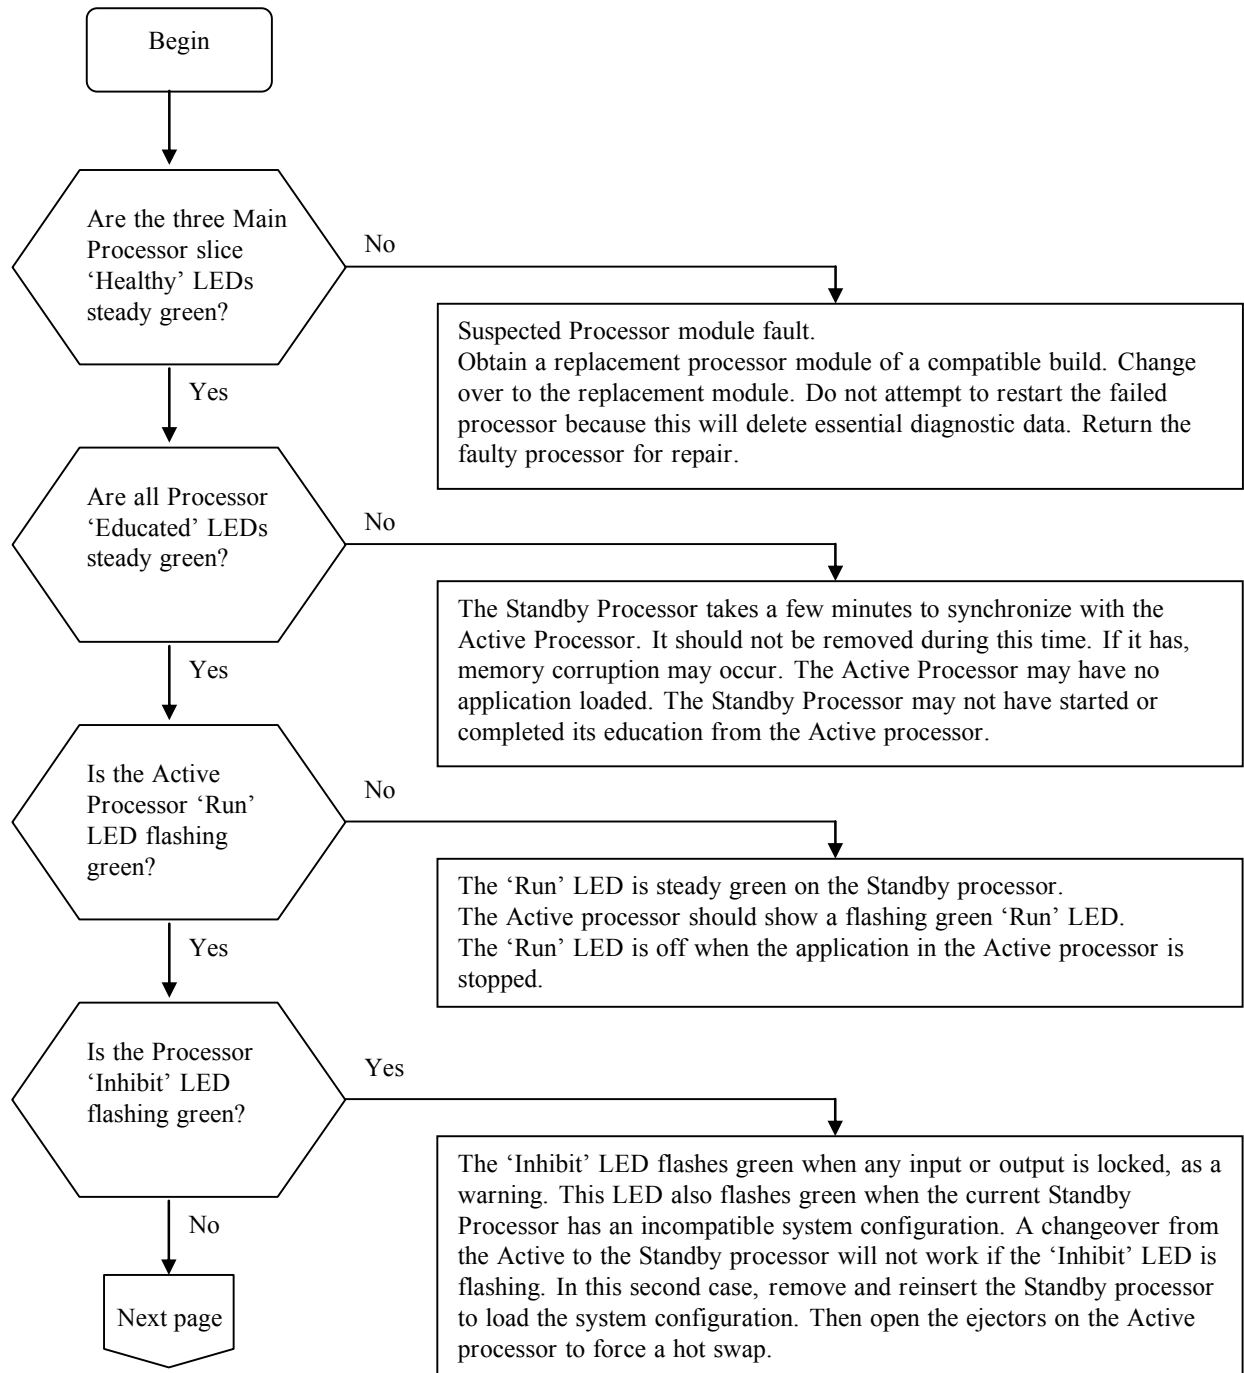 Begin
Are the three Main
Processor slice
‘Healthy’ LEDs
steady green?
No
Suspected Processor module fault.
Obtain a replacement processor module of a compatible build. Change
over to the replacement module. Do not attempt to restart the failed
processor because this will delete essential diagnostic data. Return the
faulty processor for repair.
Yes
Are all Processor
‘Educated’ LEDs
steady green?
No
The Standby Processor takes a few minutes to synchronize with the
Active Processor. It should not be removed during this time. If it has,
memory corruption may occur. The Active Processor may have no
application loaded. The Standby Processor may not have started or
completed its education from the Active processor.
Yes
Is the Active
Processor ‘Run’
LED flashing
green?
No
The ‘Run’ LED is steady green on the Standby processor.
The Active processor should show a flashing green ‘Run’ LED.
The ‘Run’ LED is off when the application in the Active processor is
stopped.
Yes
Is the Processor
‘Inhibit’ LED
flashing green?
Yes
The ‘Inhibit’ LED flashes green when any input or output is locked, as a
warning. This LED also flashes green when the current Standby
Processor has an incompatible system configuration. A changeover from
the Active to the Standby processor will not work if the ‘Inhibit’ LED is
flashing. In this second case, remove and reinsert the Standby processor
to load the system configuration. Then open the ejectors on the Active
processor to force a hot swap.
No
Next page